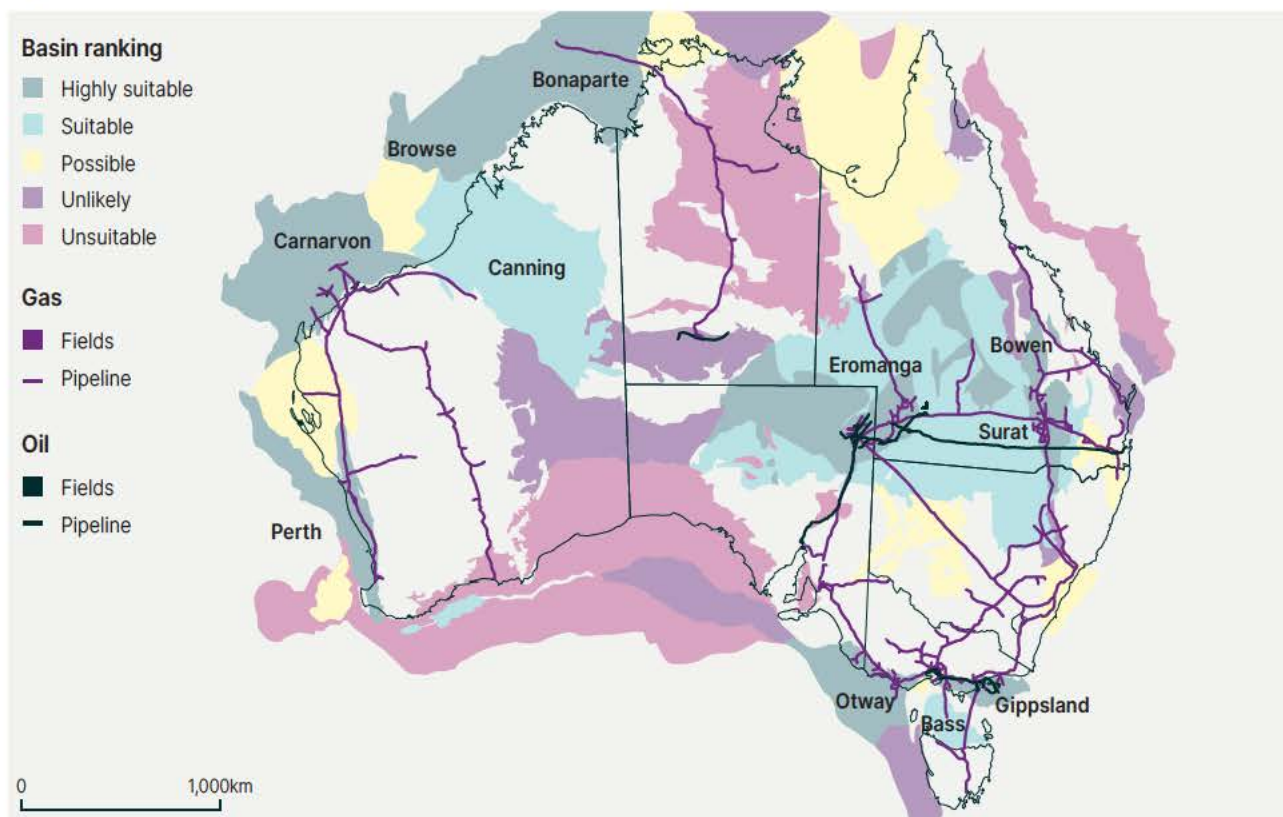 Basin ranking
Highly suitable
Suitable
Possible
Unlikely
Unsuitable
Gas
Fields
Pipeline
Oil
Fields
Pipeline
Bonaparte
Browse
Carnarvon
Canning
Bowen
Eromanga
Surat
Perth
Otway
Gippsland
Bass
0
1,000km